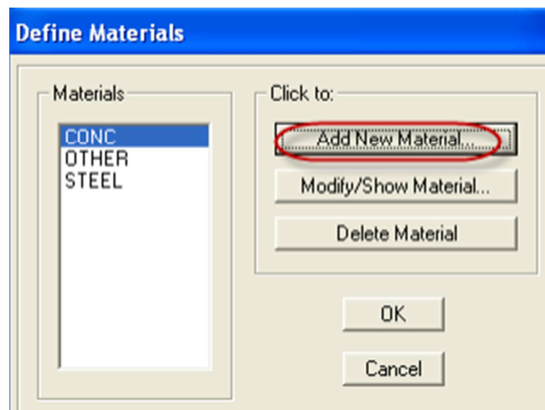 Define Materials
Materials
CONC
OTHER
STEEL
Click to:
Add New Material...
Modify/Show Material...
Delete Material
OK
Cancel